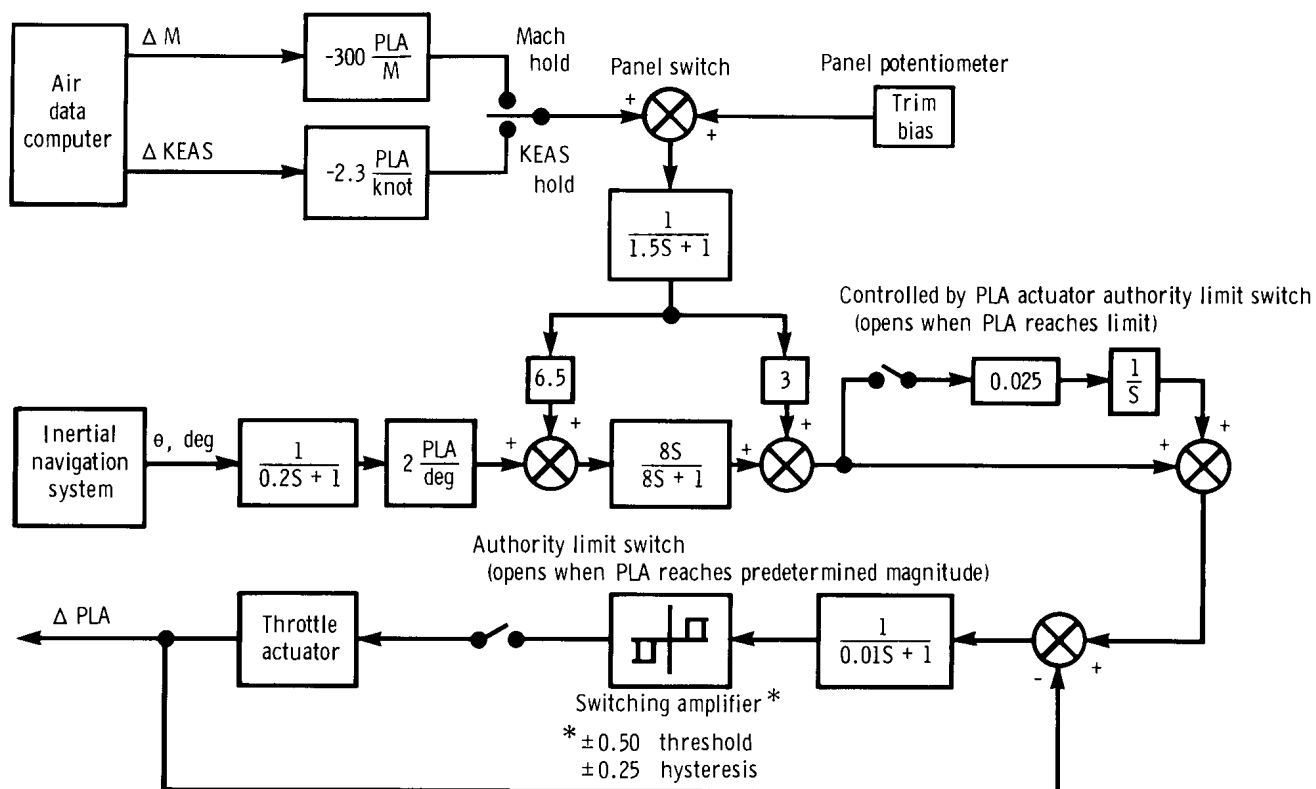 Δ M
-300 PLA
M
Mach
hold
Panel switch
Panel potentiometer
Air
data
computer
+
+
Trim
bias
Δ KEAS
-2.3 PLA
knot
KEAS
hold
1
1.5S + 1
Controlled by PLA actuator authority limit switch
(opens when PLA reaches limit)
6.5
3
0.025
1
S
Inertial
navigation
system
θ, deg
1
0.2S + 1
2 PLA
deg
+
+
8S
8S + 1
+
+
+
+
Authority limit switch
(opens when PLA reaches predetermined magnitude)
Δ PLA
Throttle
actuator
1
0.01S + 1
-
+
Switching amplifier *
* ±0.50 threshold
±0.25 hysteresis